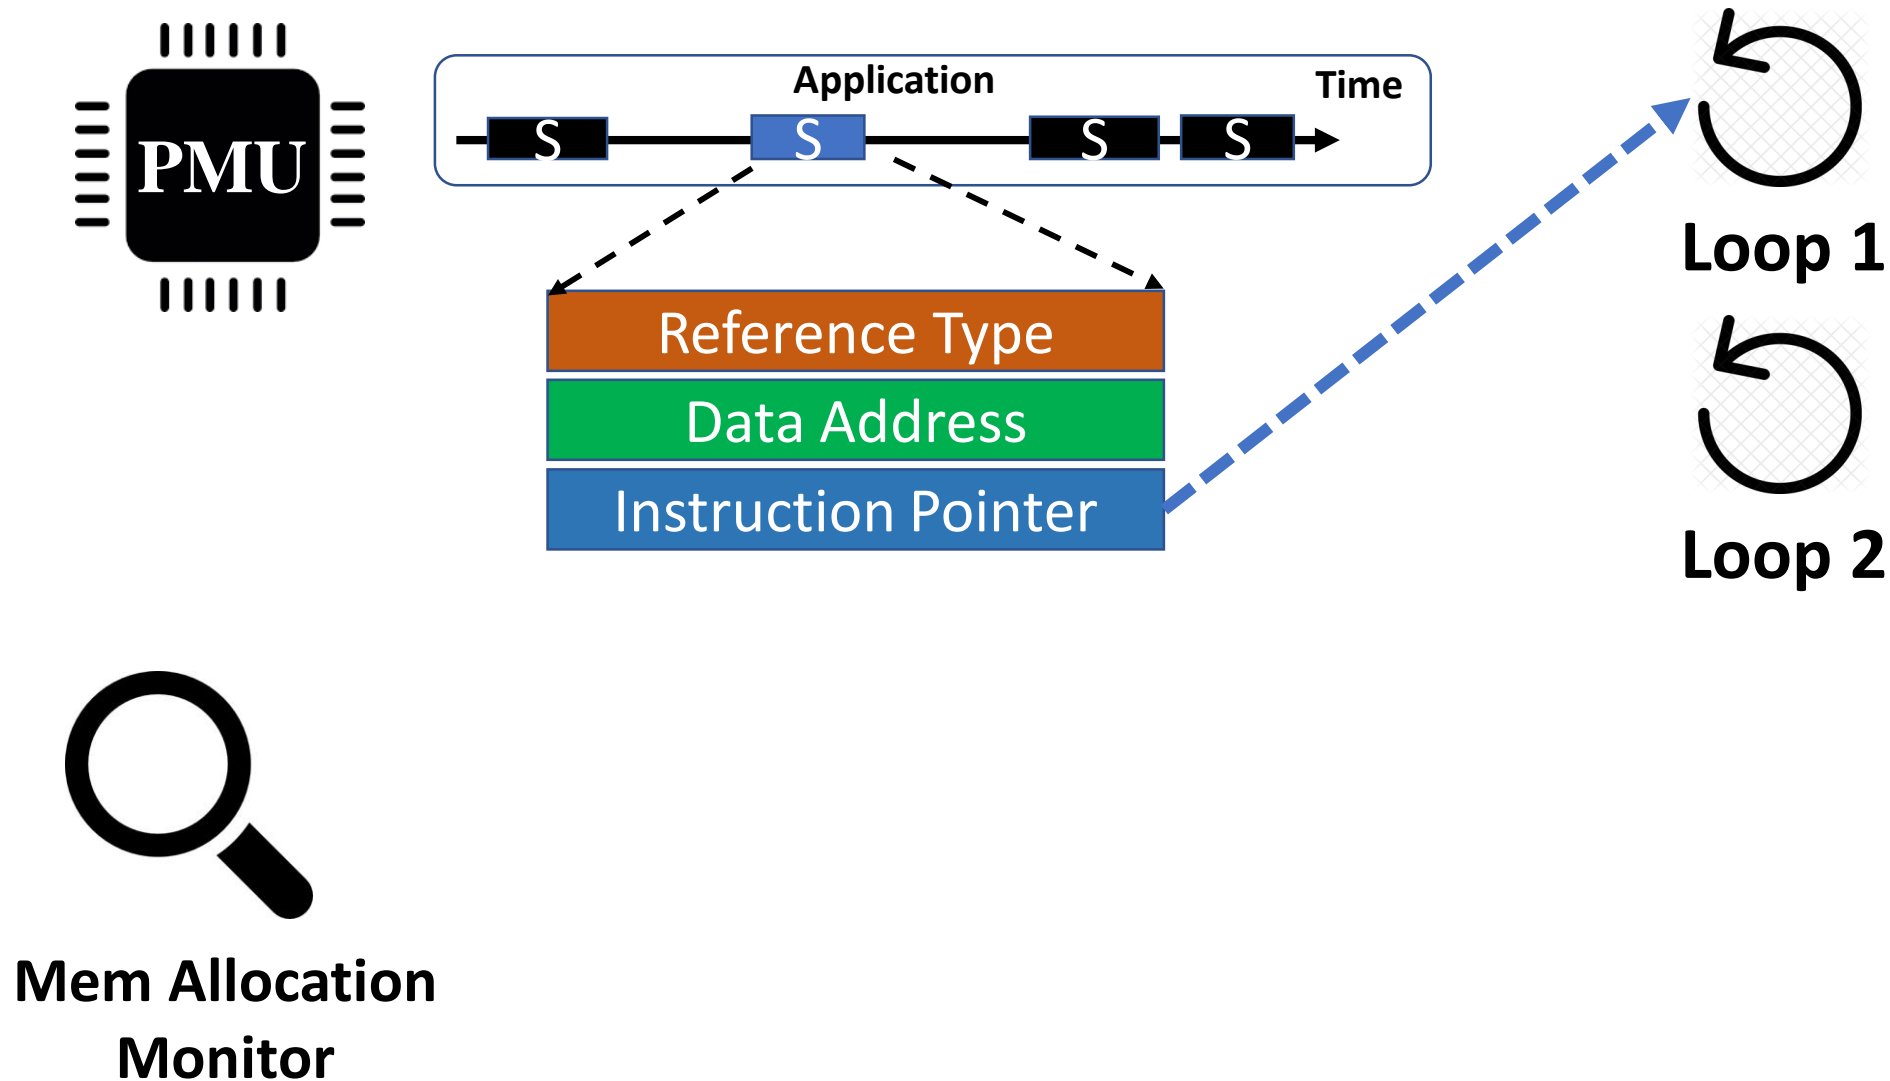 PMU
Application
Time
S
S
S
S
Reference Type
Data Address
Instruction Pointer
Loop 1
Loop 2
Mem Allocation
Monitor